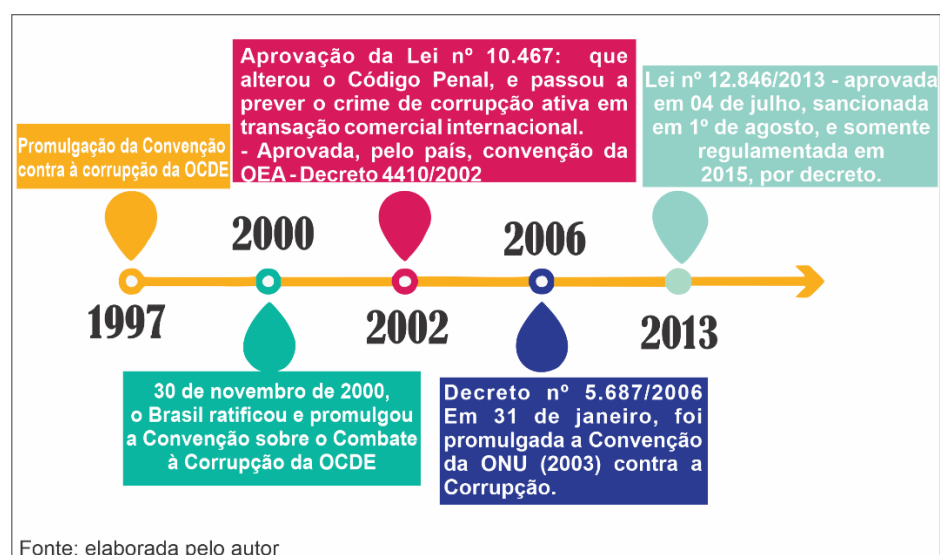 Promulgação da Convenção
contra à corrupção da OCDE
1997
2000
30 de novembro de 2000,
o Brasil ratificou e promulgou
a Convenção sobre o Combate
à Corrupção da OCDE
Aprovação da Lei nº 10.467: que
alterou o Código Penal, e passou a
prever o crime de corrupção ativa em
transação comercial internacional.
- Aprovada, pelo país, convenção da
OEA - Decreto 4410/2002
2002
2006
Decreto nº 5.687/2006
Em 31 de janeiro, foi
promulgada a Convenção
da ONU (2003) contra a
Corrupção.
Lei nº 12.846/2013 - aprovada
em 04 de julho, sancionada
em 1º de agosto, e somente
regulamentada em
2015, por decreto.
2013
Fonte: elaborada pelo autor